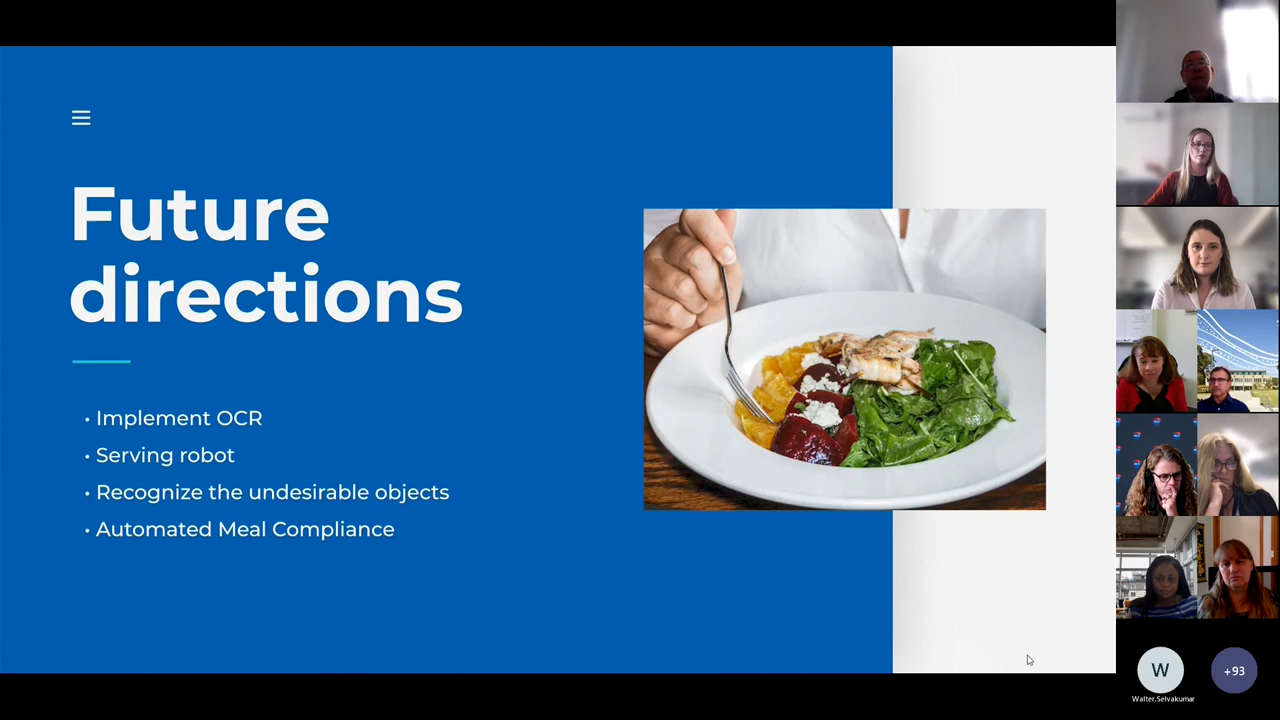 Future
directions
• Implement OCR
• Serving robot
• Recognize the undesirable objects
• Automated Meal Compliance
W
Walter.Selvakumar
+93